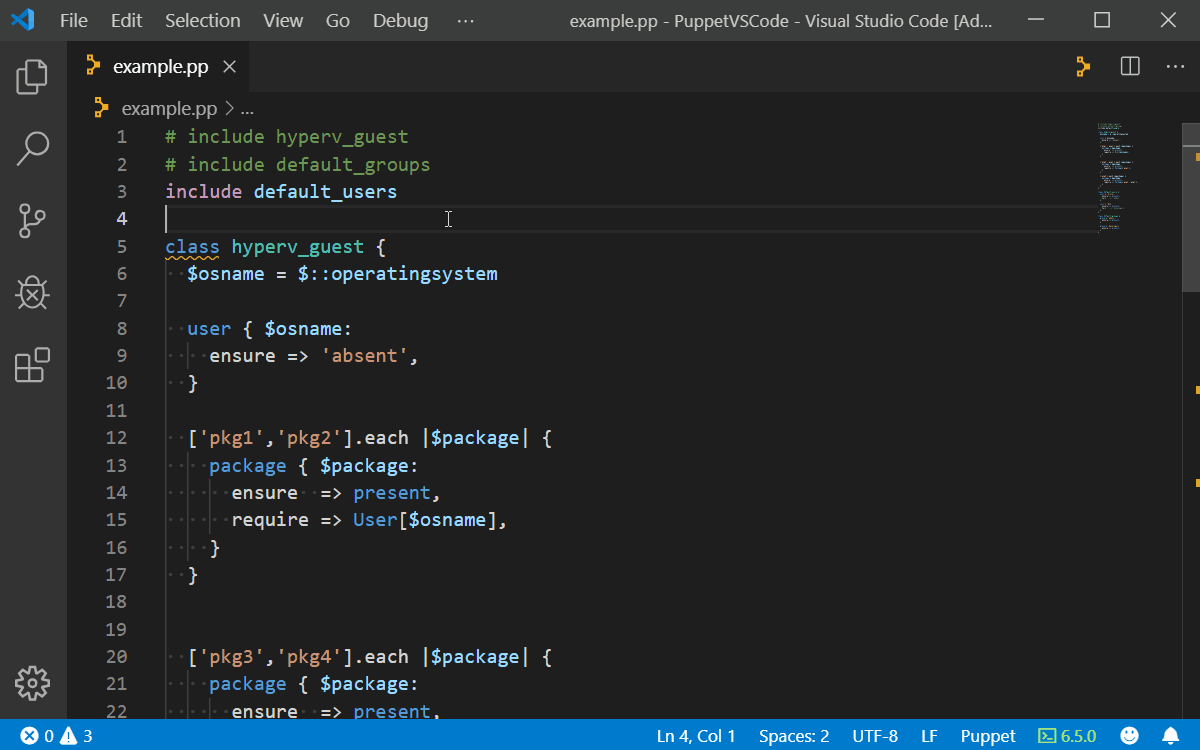 File Edit Selection View Go Debug ··· example.pp - PuppetVSCode - Visual Studio Code [Ad...
example.pp
example.pp > ...
1 # include hyperv_guest
2 # include default_groups
3 include default_users
4
5 class hyperv_guest {
6 $osname = $::operatingsystem
7
8 user { $osname:
9 ensure => 'absent',
10 }
11
12 ['pkg1','pkg2'].each |$package| {
13 package { $package:
14 ensure  => present,
15 require => User[$osname],
16 }
17 }
18
19
20 ['pkg3','pkg4'].each |$package| {
21 package { $package:
22 ensure  => present,
0 3 Ln 4, Col 1 Spaces: 2 UTF-8 LF Puppet 6.5.0